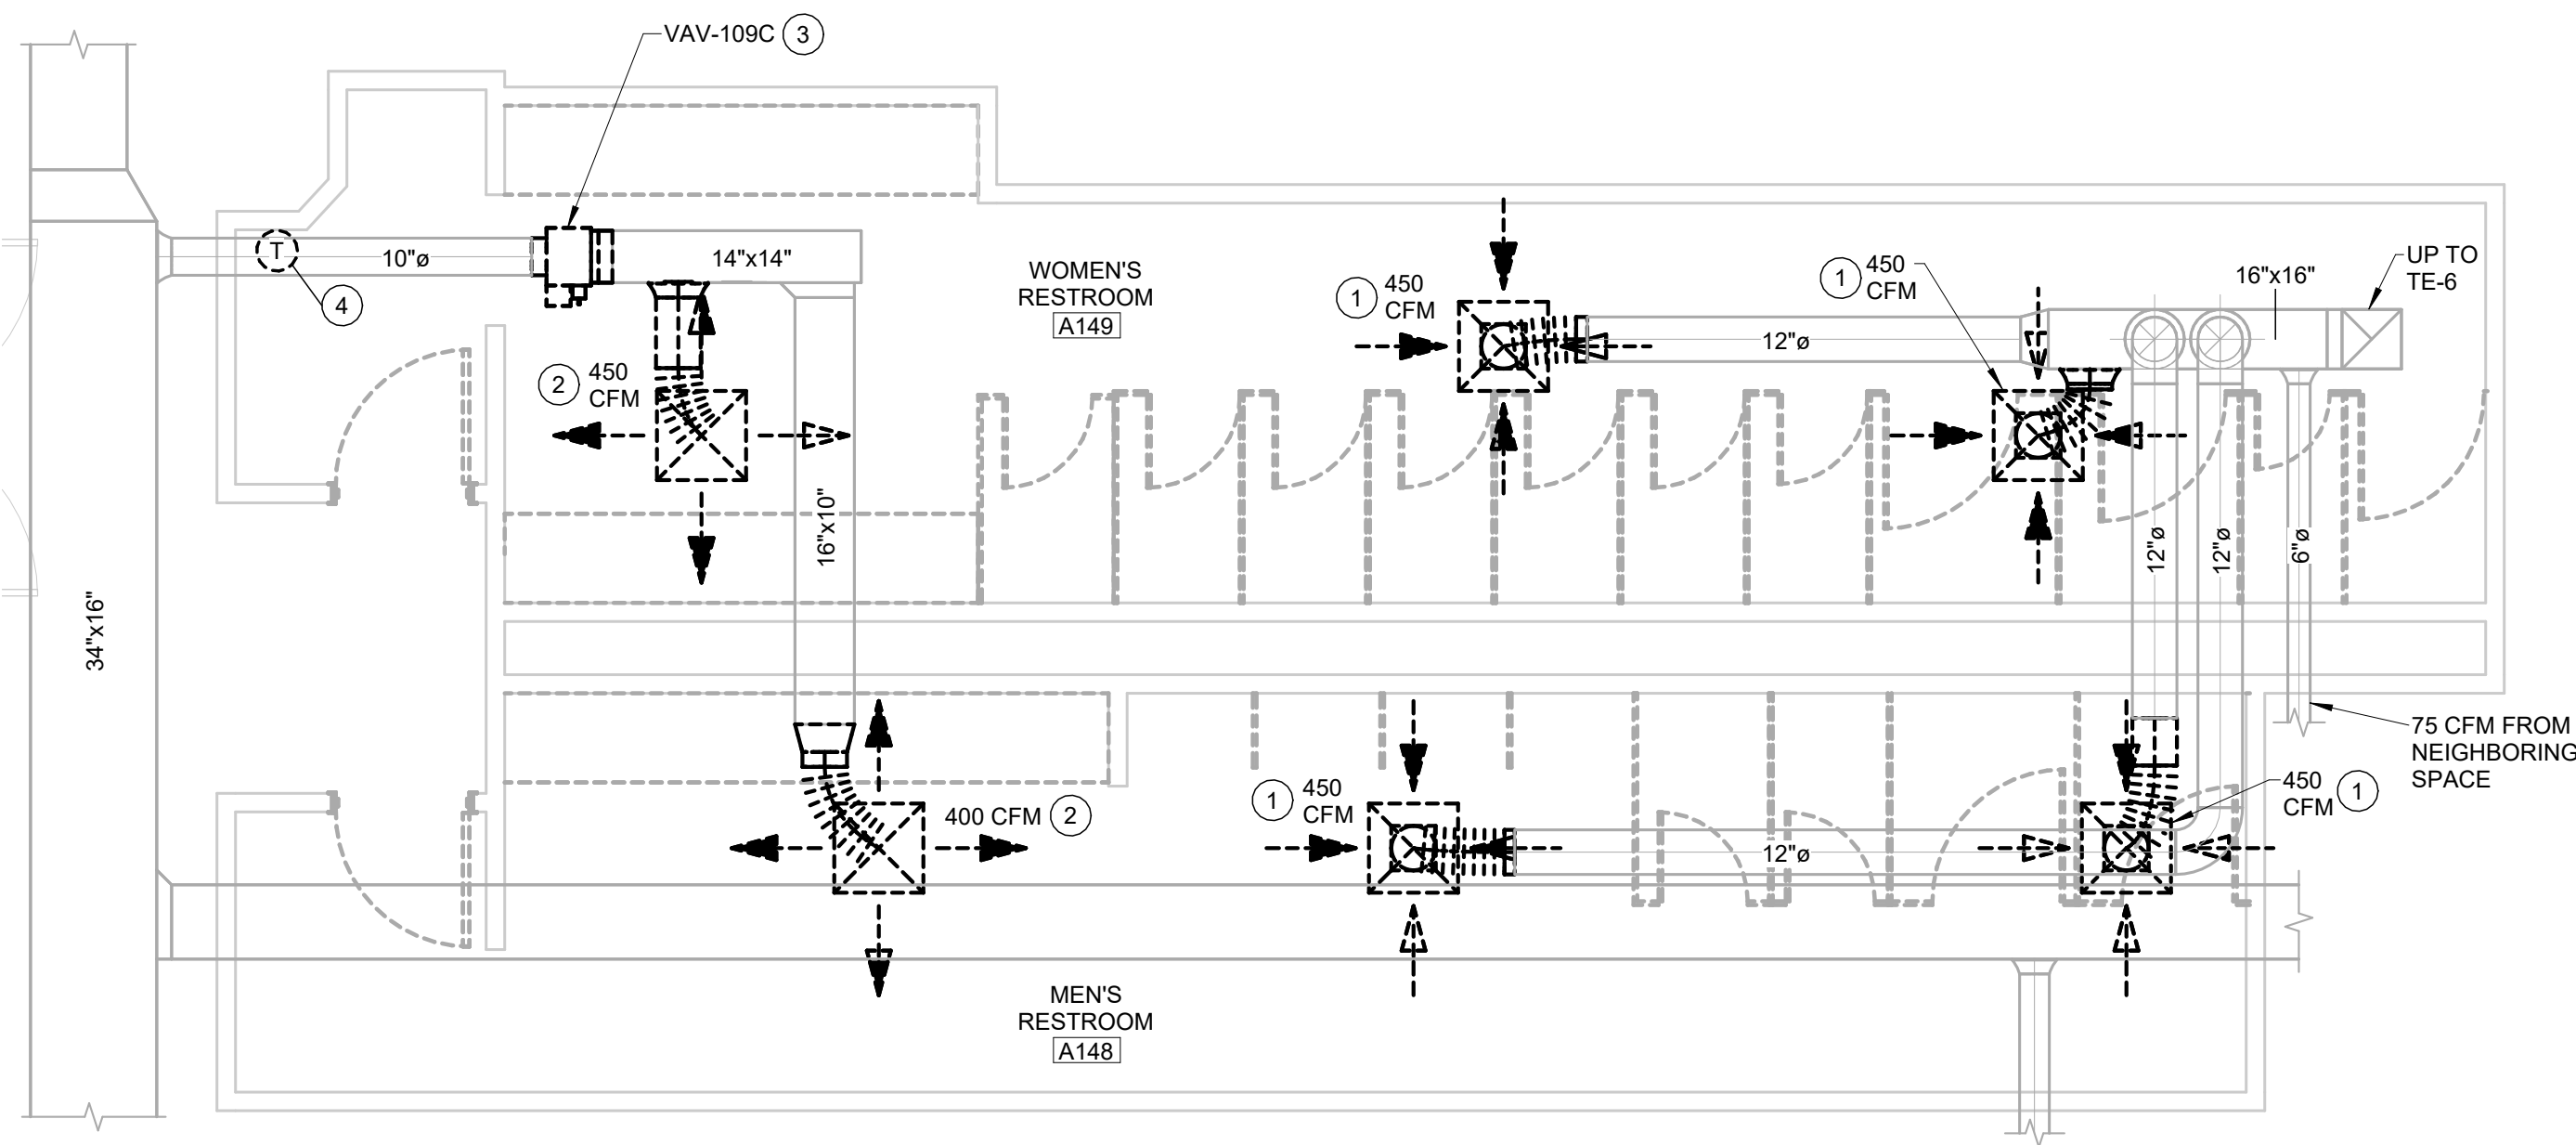 VAV-109C 3
T
10"ø
14"x14"
4
WOMEN'S
RESTROOM
A149
1 450
CFM
1 450
CFM
12"ø
16"x16"
UP TO
TE-6
2 450
CFM
16"x10"
12"ø
12"ø
6"ø
34"x16"
75 CFM FROM
NEIGHBORING
SPACE
400 CFM 2
1 450
CFM
12"ø
450
CFM 1
MEN'S
RESTROOM
A148